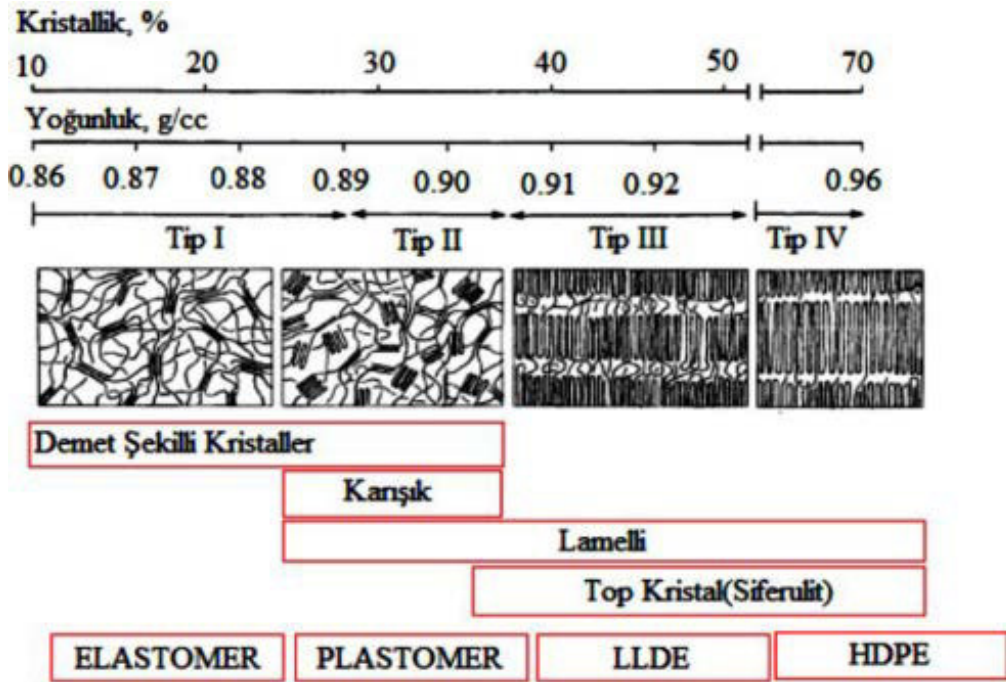 Kristallik, %
10 20 30 40 50 70
Yoğunluk, g/cc
0.86 0.87 0.88 0.89 0.90 0.91 0.92 0.96
Tip I Tip II Tip III Tip IV
Demet Şekilli Kristaller
Karışık
Lamelli
Top Kristal(Siferulit)
ELASTOMER PLASTOMER LLDE HDPE